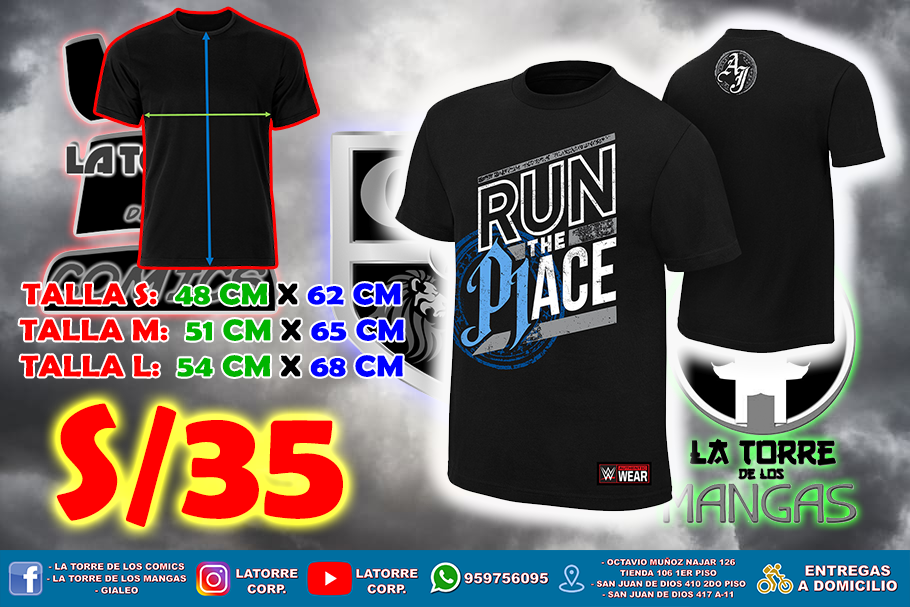 LA TOR
D
COMICS
TALLA S: 48 CM X 62 CM
TALLA M: 51 CM X 65 CM
TALLA L: 54 CM X 68 CM
S/35
RUN
THE
P1ACE
W WEAR
AJ
LA TORRE
DE LOS
MANGAS
- LA TORRE DE LOS COMICS
- LA TORRE DE LOS MANGAS
- GIALEO
LATORRE
CORP.
LATORRE
CORP.
959756095
- OCTAVIO MUÑOZ NAJAR 126
TIENDA 106 1ER PISO
- SAN JUAN DE DIOS 410 2DO PISO
- SAN JUAN DE DIOS 417 A-11
ENTREGAS
A DOMICILIO